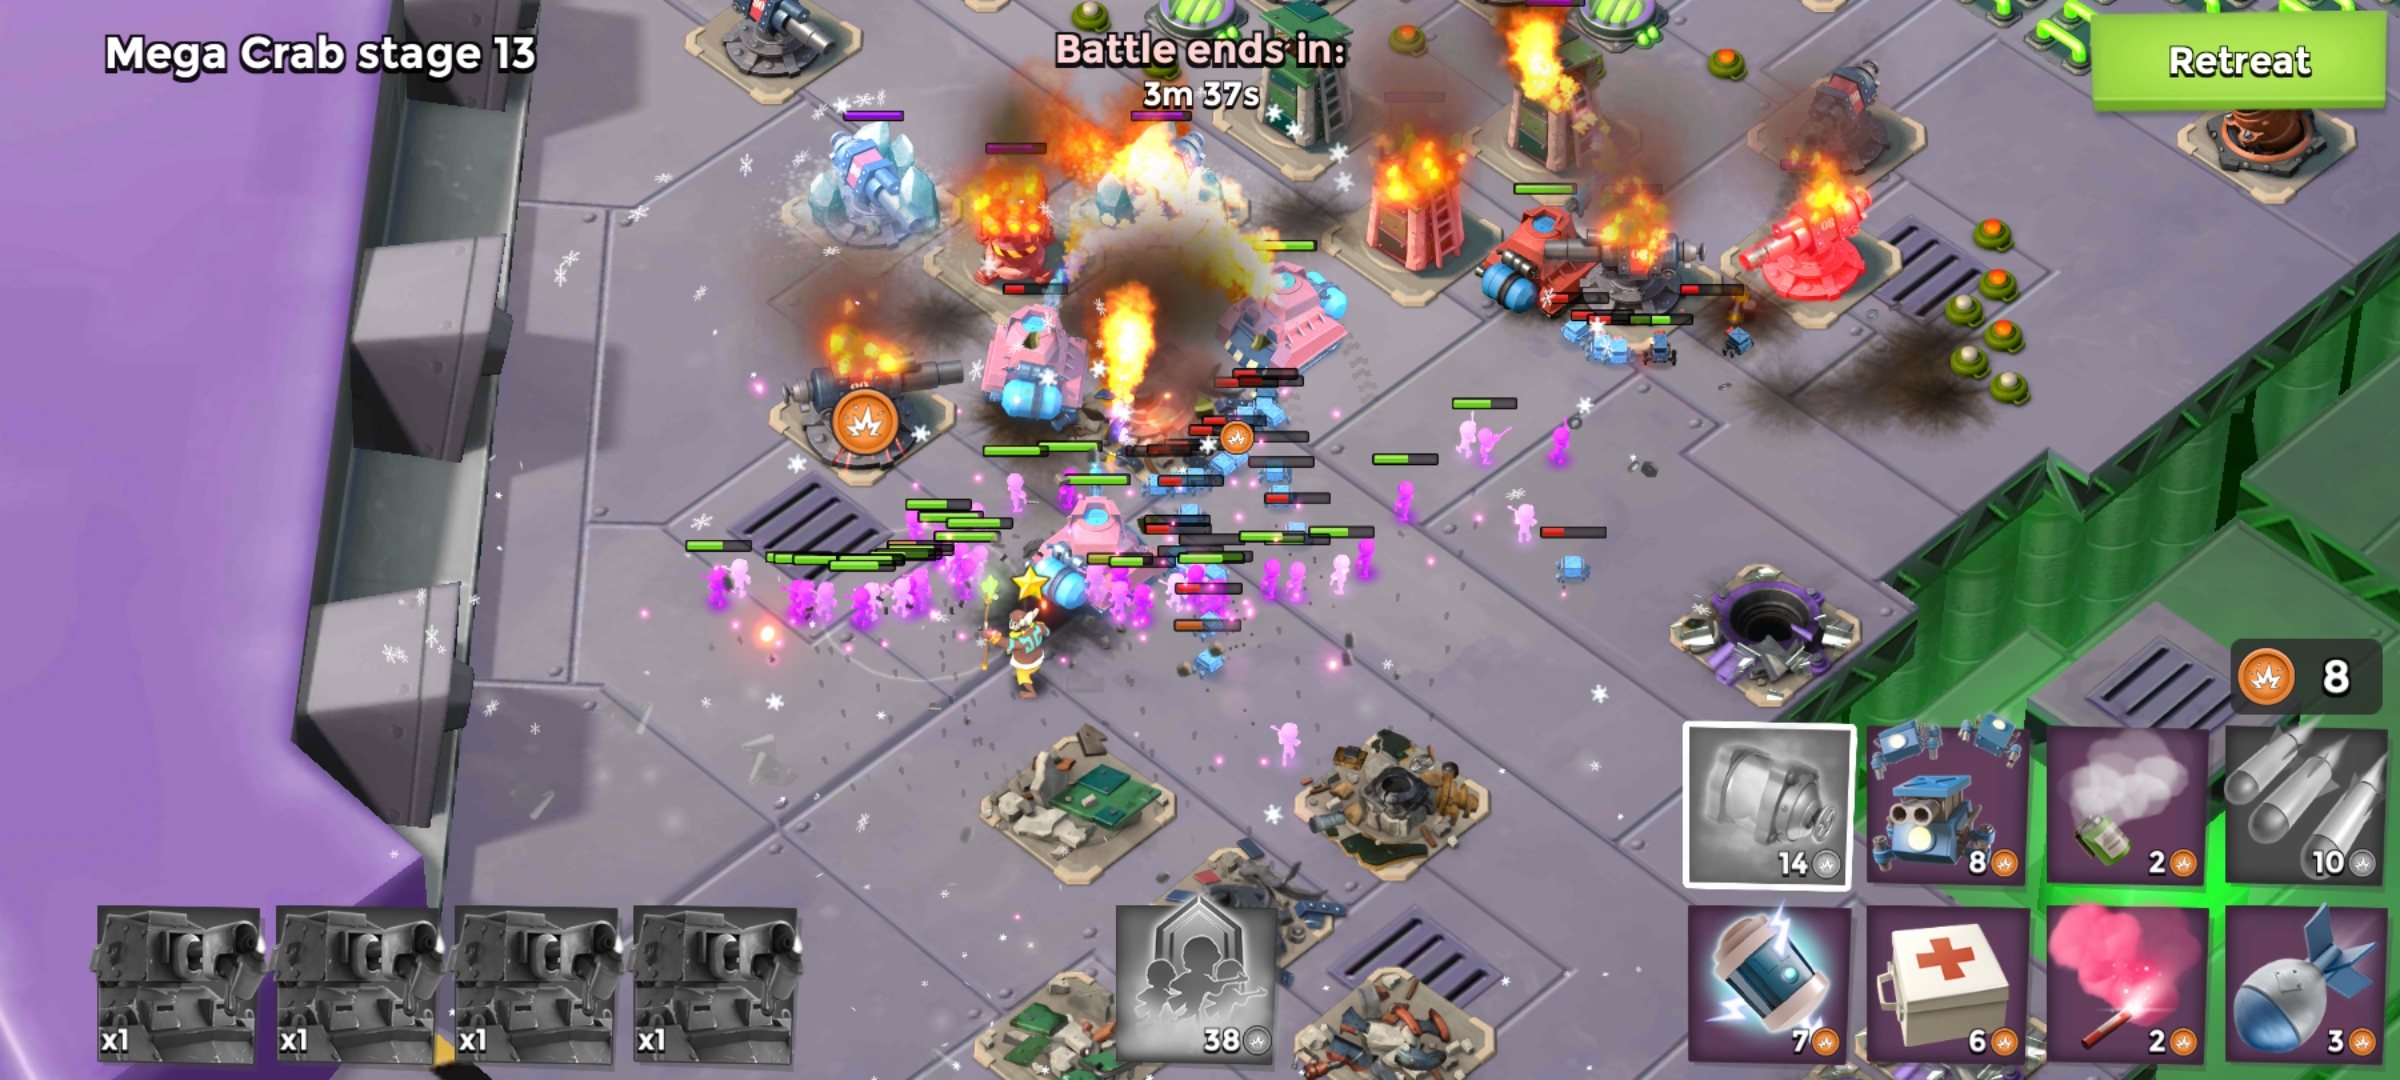 Mega Crab stage 13
Battle ends in:
3m 37s
Retreat
8
14
8
2
10
7
6
2
3
x1
x1
x1
x1
38